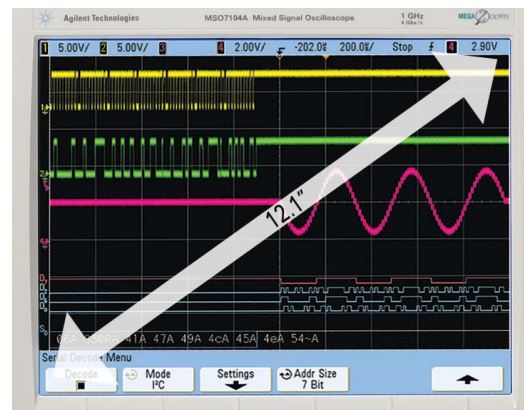 Agilent Technologies MSO7104A Mixed Signal Oscilloscope 1 GHz MEGA Zoom
4 GSa/s
1 5.00V/ 2 5.00V/ 3 4 2.00V/ -202.0% 200.0%/ Stop 4 2.90V
12.1"
41A 47A 49A 4cA 45A 4eA 54~A
Serial Decode Menu
Decode Mode Settings Addr Size
I²C 7 Bit